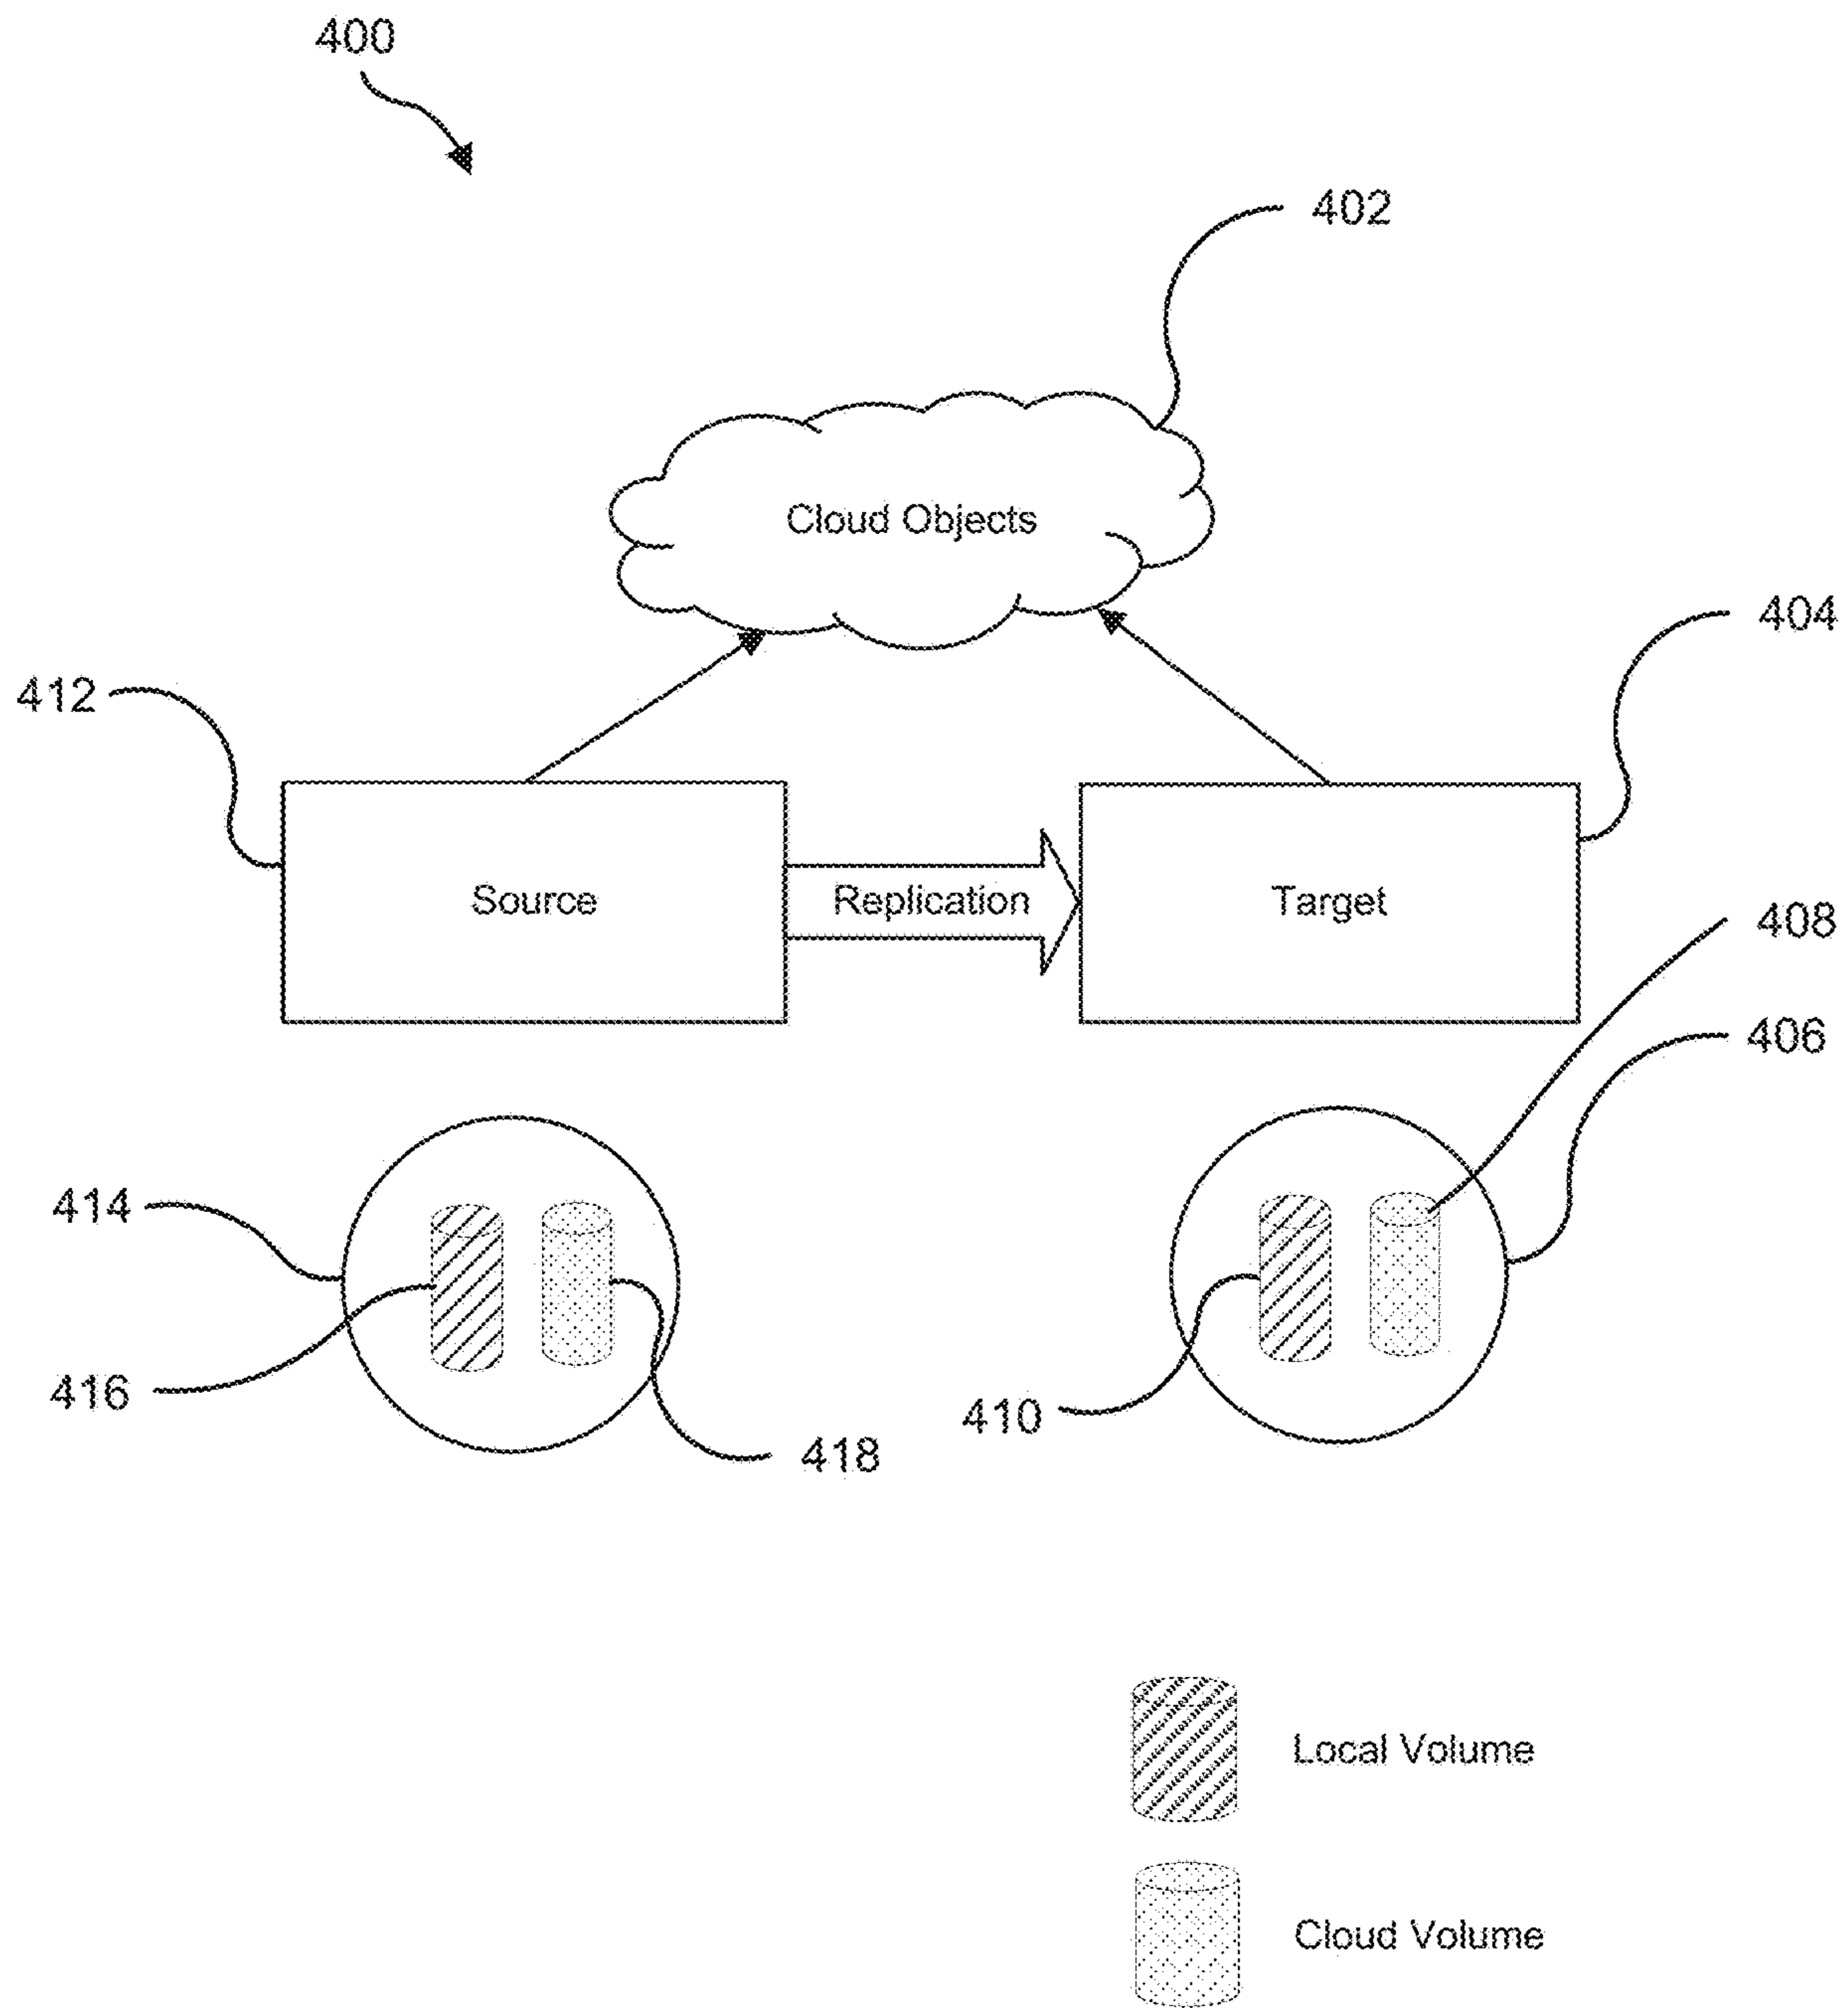 400
402
Cloud Objects
404
412
Source
Replication
Target
408
406
414
416
410
418
Local Volume
Cloud Volume